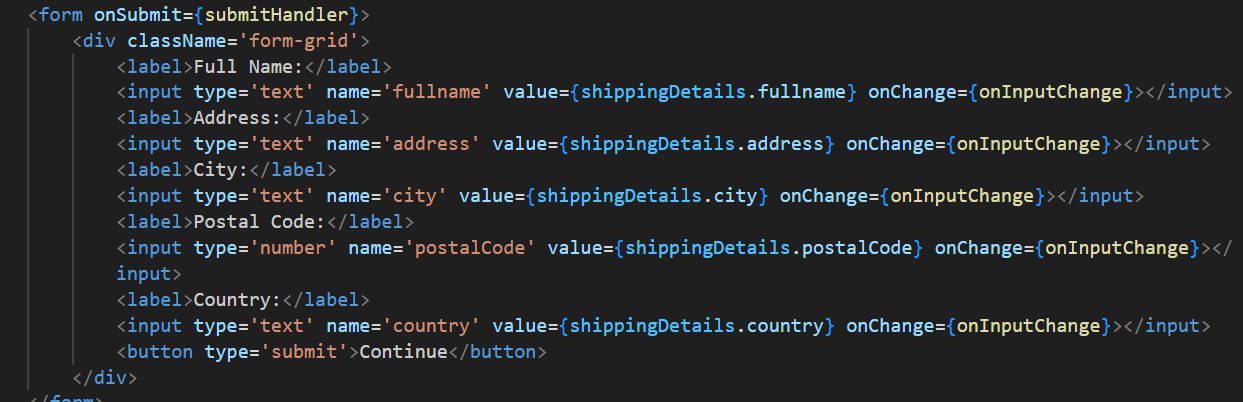 <form onSubmit={submitHandler}>
<div className='form-grid'>
<label>Full Name:</label>
<input type='text' name='fullname' value={shippingDetails.fullname} onChange={onInputChange}></input>
<label>Address:</label>
<input type='text' name='address' value={shippingDetails.address} onChange={onInputChange}></input>
<label>City:</label>
<input type='text' name='city' value={shippingDetails.city} onChange={onInputChange}></input>
<label>Postal Code:</label>
<input type='number' name='postalCode' value={shippingDetails.postalCode} onChange={onInputChange}></
input>
<label>Country:</label>
<input type='text' name='country' value={shippingDetails.country} onChange={onInputChange}></input>
<button type='submit'>Continue</button>
</div>
</form>